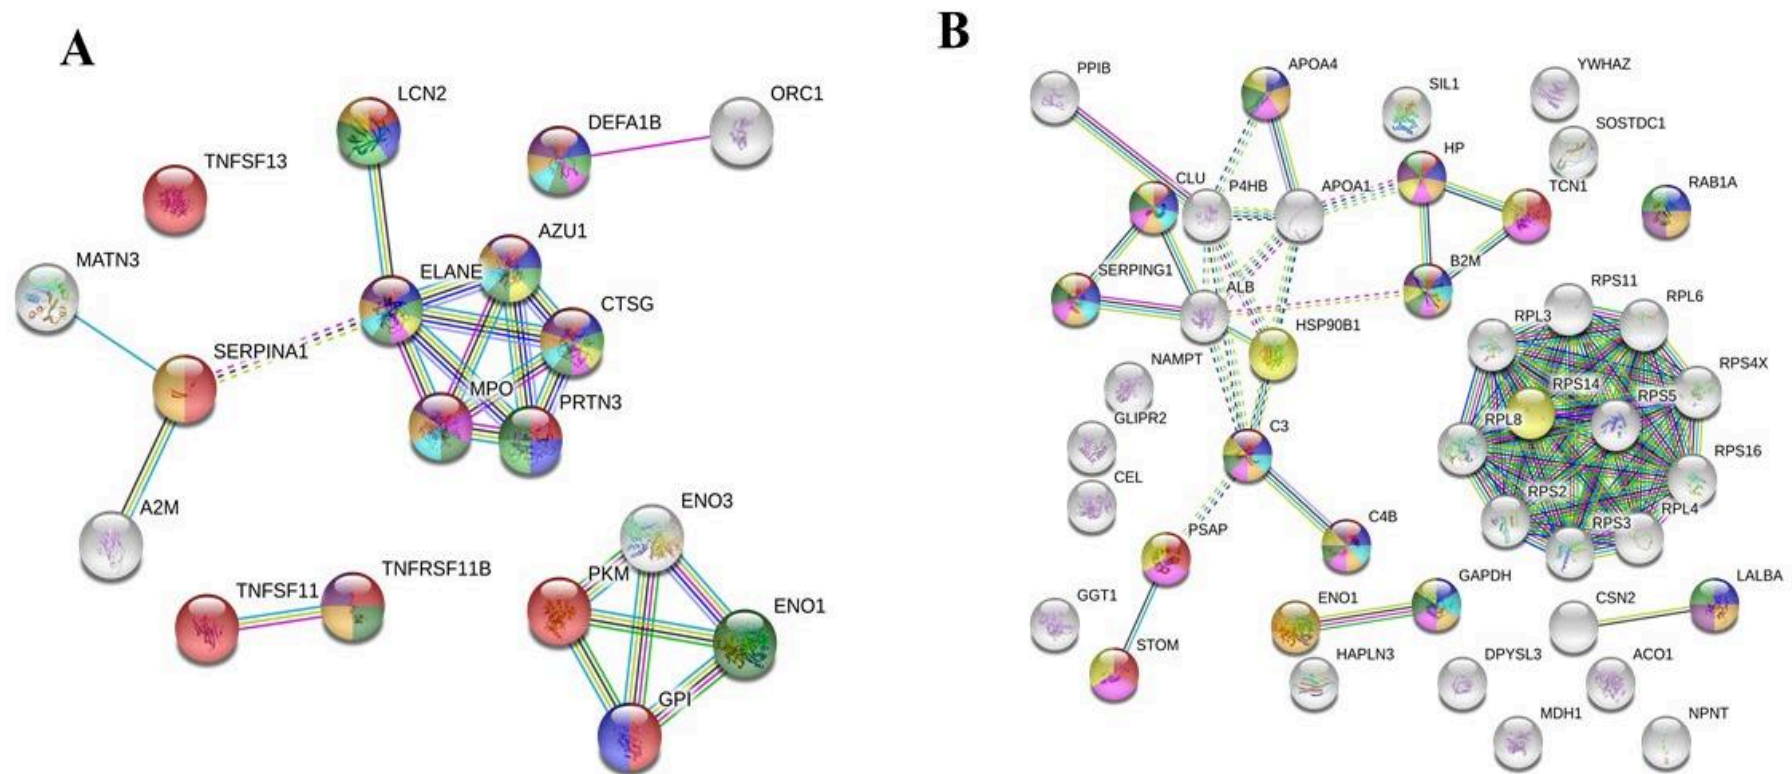 A
LCN2
DEFA1B
ORC1
TNFSF13
AZU1
MATN3
ELANE
CTSG
SERPINA1
MPO
PRTN3
A2M
ENO3
TNFSF11
TNFRSF11B
PKM
ENO1
GPI
B
PPIB
APOA4
SIL1
YWHAZ
SOSTDC1
HP
CLU
P4HB
APOA1
TCN1
RAB1A
SERPING1
ALB
B2M
RPS11
RPL6
RPL3
HSP90B1
NAMPT
RPS4X
RPS14
RPS5
GLIPR2
RPL8
C3
RPS16
CEL
RPS2
RPL4
RPS3
PSAP
C4B
GAPDH
LALBA
GGT1
ENO1
CSN2
STOM
HAPLN3
DPYSL3
ACO1
MDH1
NPNT